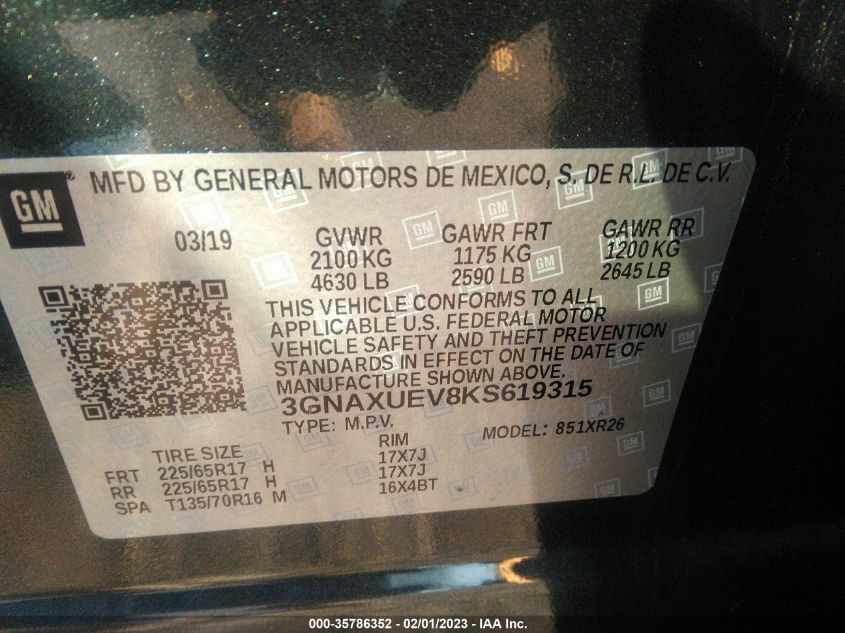 GM
MFD BY GENERAL MOTORS DE MEXICO, S. DE R.L. DE C.V.
03/19 GVWR GAWR FRT GAWR RR
2100 KG 1175 KG 1200 KG
4630 LB 2590 LB 2645 LB
THIS VEHICLE CONFORMS TO ALL
APPLICABLE U.S. FEDERAL MOTOR
VEHICLE SAFETY AND THEFT PREVENTION
STANDARDS IN EFFECT ON THE DATE OF
MANUFACTURE SHOWN ABOVE.
3GNAXUEV8KS619315
TYPE: M.P.V. MODEL: 851XR26
TIRE SIZE RIM
FRT 225/65R17 H 17X7J
RR 225/65R17 H 17X7J
SPA T135/70R16 M 16X4BT
000-35786352 - 02/01/2023 - IAA Inc.